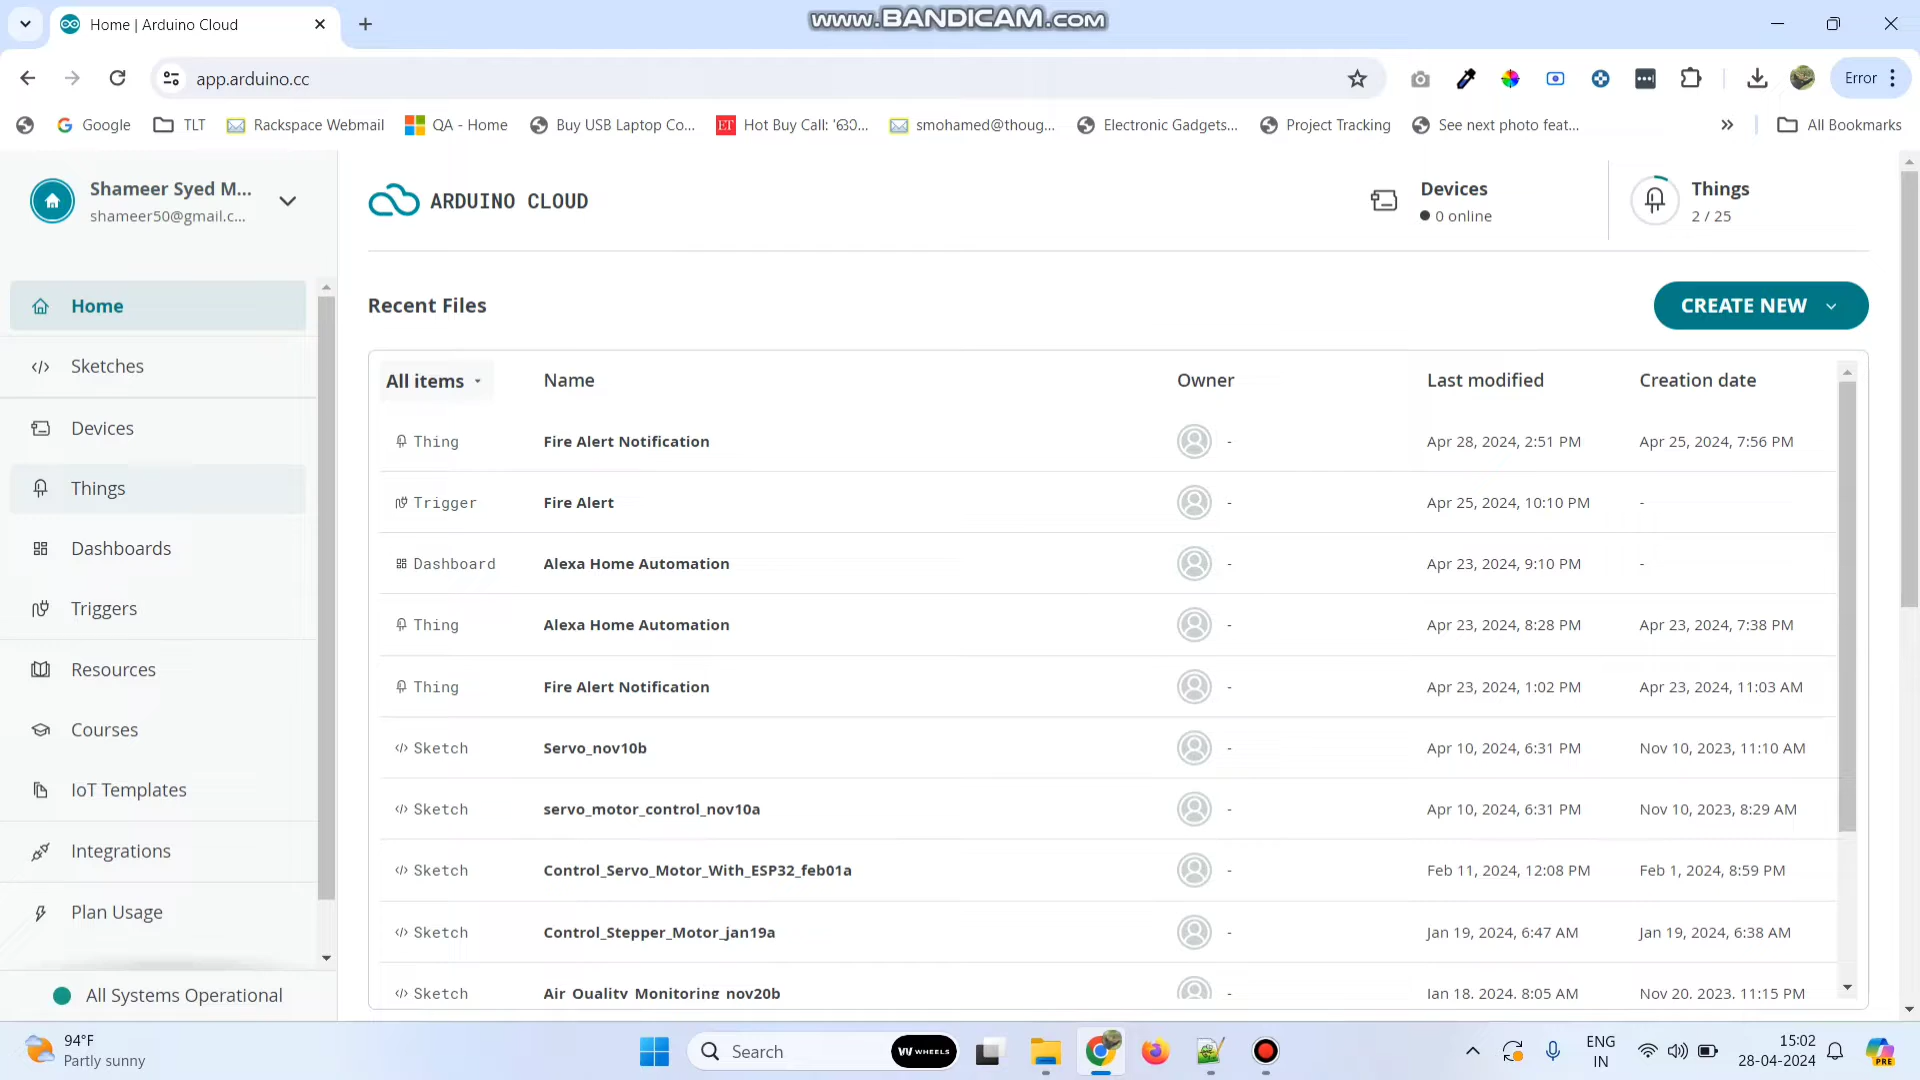 Home | Arduino Cloud
www.BANDICAM.com
app.arduino.cc
Error
Google
TLT
Rackspace Webmail
QA - Home
Buy USB Laptop Co...
Hot Buy Call: 'ഓ...
smohamed@thoug...
Electronic Gadgets...
Project Tracking
See next photo feat...
All Bookmarks
Shameer Syed M...
shameer50@gmail.c...
ARDUINO CLOUD
Devices
0 online
Things
2 / 25
Home
Sketches
Devices
Things
Dashboards
Triggers
Resources
Courses
IoT Templates
Integrations
Plan Usage
All Systems Operational
Recent Files
CREATE NEW
All items Name Owner Last modified Creation date
Thing Fire Alert Notification - Apr 28, 2024, 2:51 PM Apr 25, 2024, 7:56 PM
Trigger Fire Alert - Apr 25, 2024, 10:10 PM -
Dashboard Alexa Home Automation - Apr 23, 2024, 9:10 PM -
Thing Alexa Home Automation - Apr 23, 2024, 8:28 PM Apr 23, 2024, 7:38 PM
Thing Fire Alert Notification - Apr 23, 2024, 1:02 PM Apr 23, 2024, 11:03 AM
Sketch Servo_nov10b - Apr 10, 2024, 6:31 PM Nov 10, 2023, 11:10 AM
Sketch servo_motor_control_nov10a - Apr 10, 2024, 6:31 PM Nov 10, 2023, 8:29 AM
Sketch Control_Servo_Motor_With_ESP32_feb01a - Feb 11, 2024, 12:08 PM Feb 1, 2024, 8:59 PM
Sketch Control_Stepper_Motor_jan19a - Jan 19, 2024, 6:47 AM Jan 19, 2024, 6:38 AM
Sketch Air_Quality_Monitoring_nov20b - Jan 18, 2024, 8:05 AM Nov 20, 2023, 11:15 PM
94°F
Partly sunny
Search
WHEELS
ENG
IN
15:02
28-04-2024
PRE